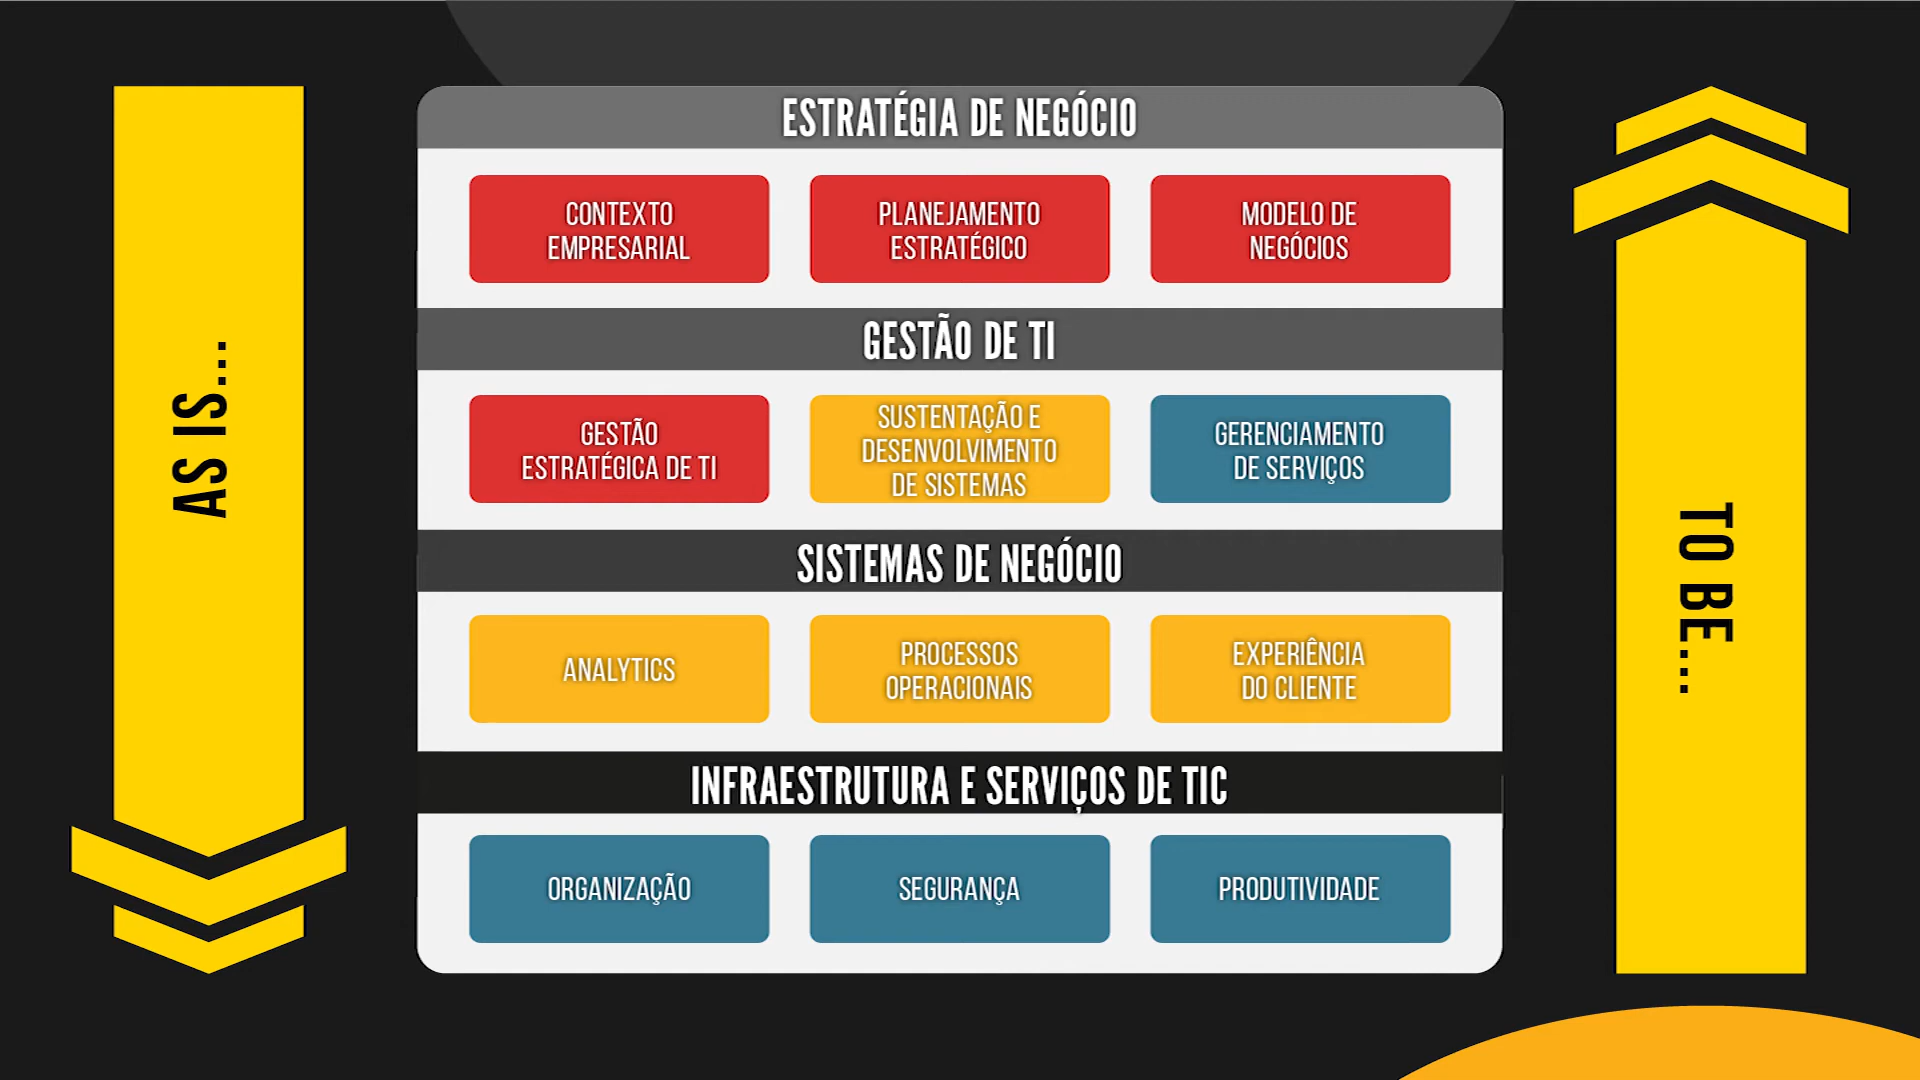 AS IS...
ESTRATÉGIA DE NEGÓCIO
CONTEXTO
EMPRESARIAL
PLANEJAMENTO
ESTRATÉGICO
MODELO DE
NEGÓCIOS
GESTÃO DE TI
GESTÃO
ESTRATÉGICA DE TI
SUSTENTAÇÃO E
DESENVOLVIMENTO
DE SISTEMAS
GERENCIAMENTO
DE SERVIÇOS
SISTEMAS DE NEGÓCIO
ANALYTICS
PROCESSOS
OPERACIONAIS
EXPERIÊNCIA
DO CLIENTE
INFRAESTRUTURA E SERVIÇOS DE TIC
ORGANIZAÇÃO
SEGURANÇA
PRODUTIVIDADE
TO BE...